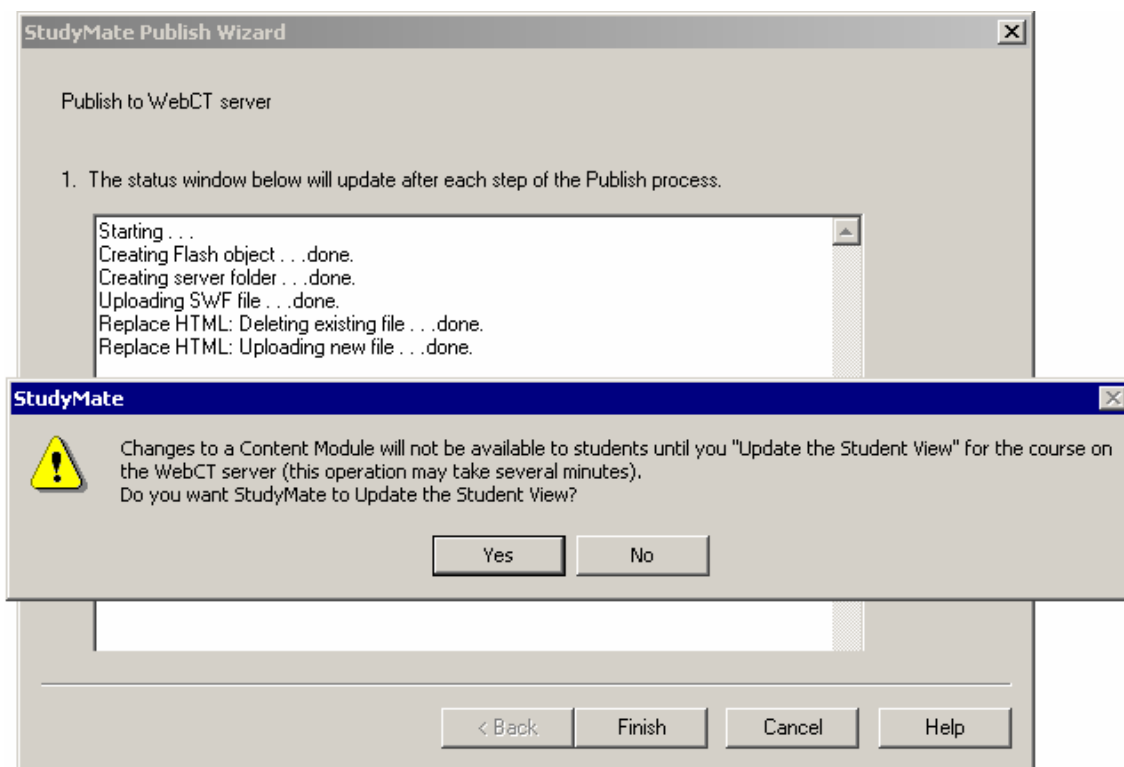 StudyMate Publish Wizard
Publish to WebCT server
1. The status window below will update after each step of the Publish process.
Starting . . .
Creating Flash object . . .done.
Creating server folder . . .done.
Uploading SWF file . . .done.
Replace HTML: Deleting existing file . . .done.
Replace HTML: Uploading new file . . .done.
StudyMate
Changes to a Content Module will not be available to students until you "Update the Student View" for the course on
the WebCT server (this operation may take several minutes).
Do you want StudyMate to Update the Student View?
Yes No
< Back Finish Cancel Help